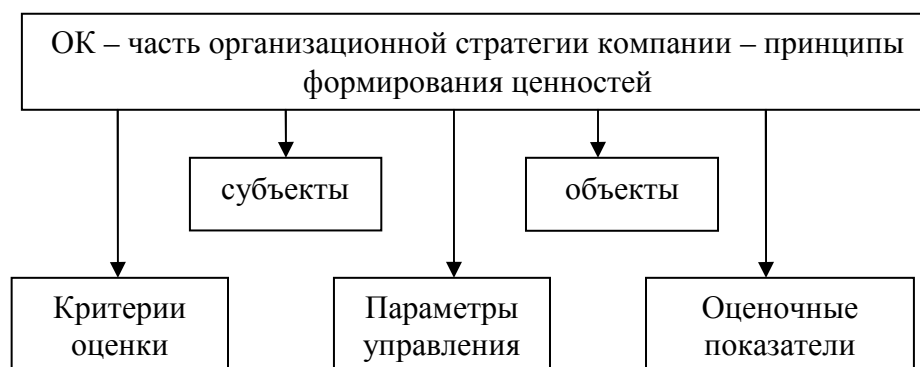 ОК – часть организационной стратегии компании – принципы
формирования ценностей
субъекты
объекты
Критерии
оценки
Параметры
управления
Оценочные
показатели